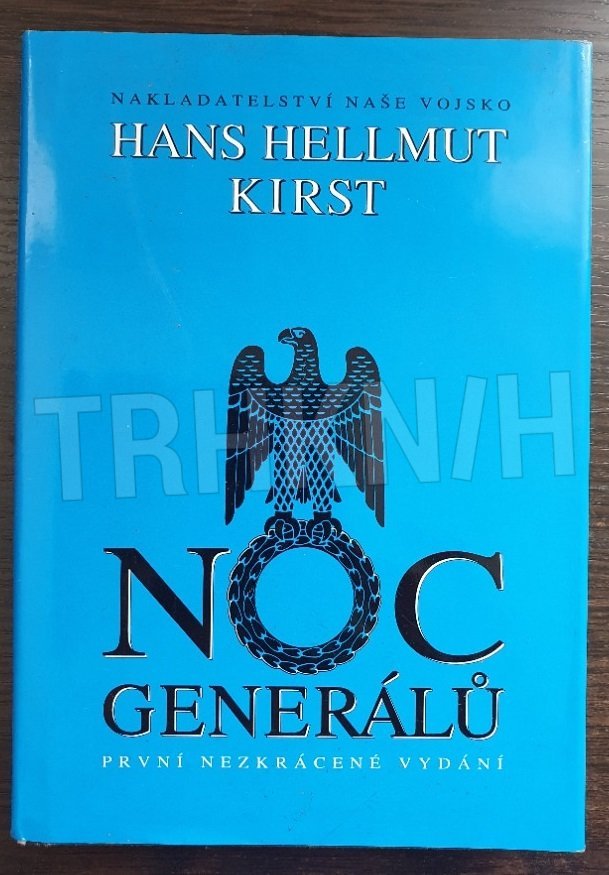 NAKLADATELSTVÍ NAŠE VOJSKO
HANS HELLMUT
KIRST
NOC
GENERÁLŮ
PRVNÍ NEZKRÁCENÉ VYDÁNÍ